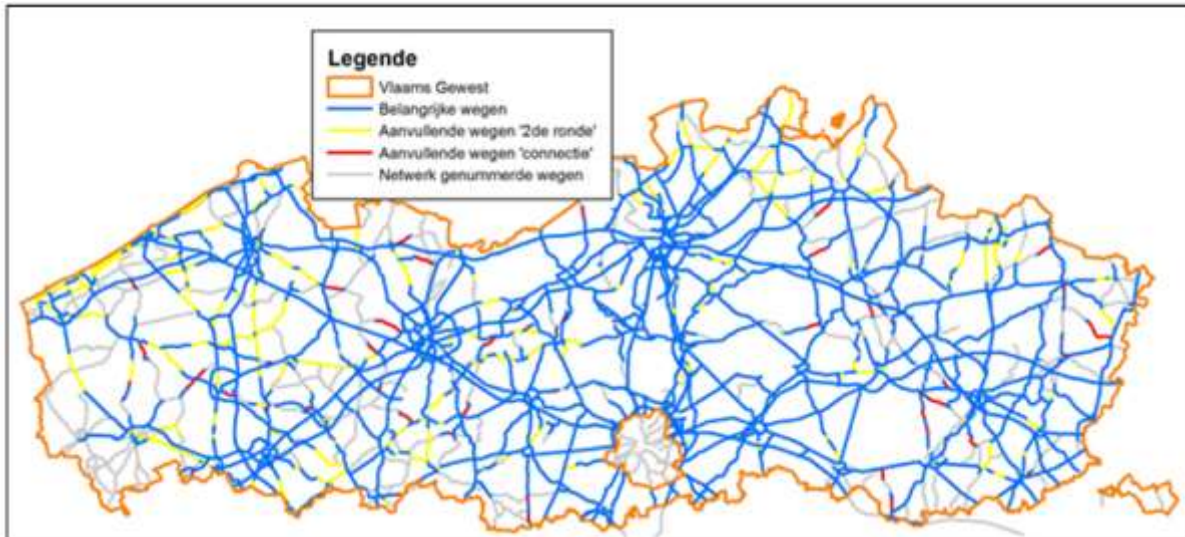 Legende
Vlaams Gewest
Belangrijke wegen
Aanvullende wegen '2de ronde'
Aanvullende wegen 'connectie'
Netwerk genummerde wegen